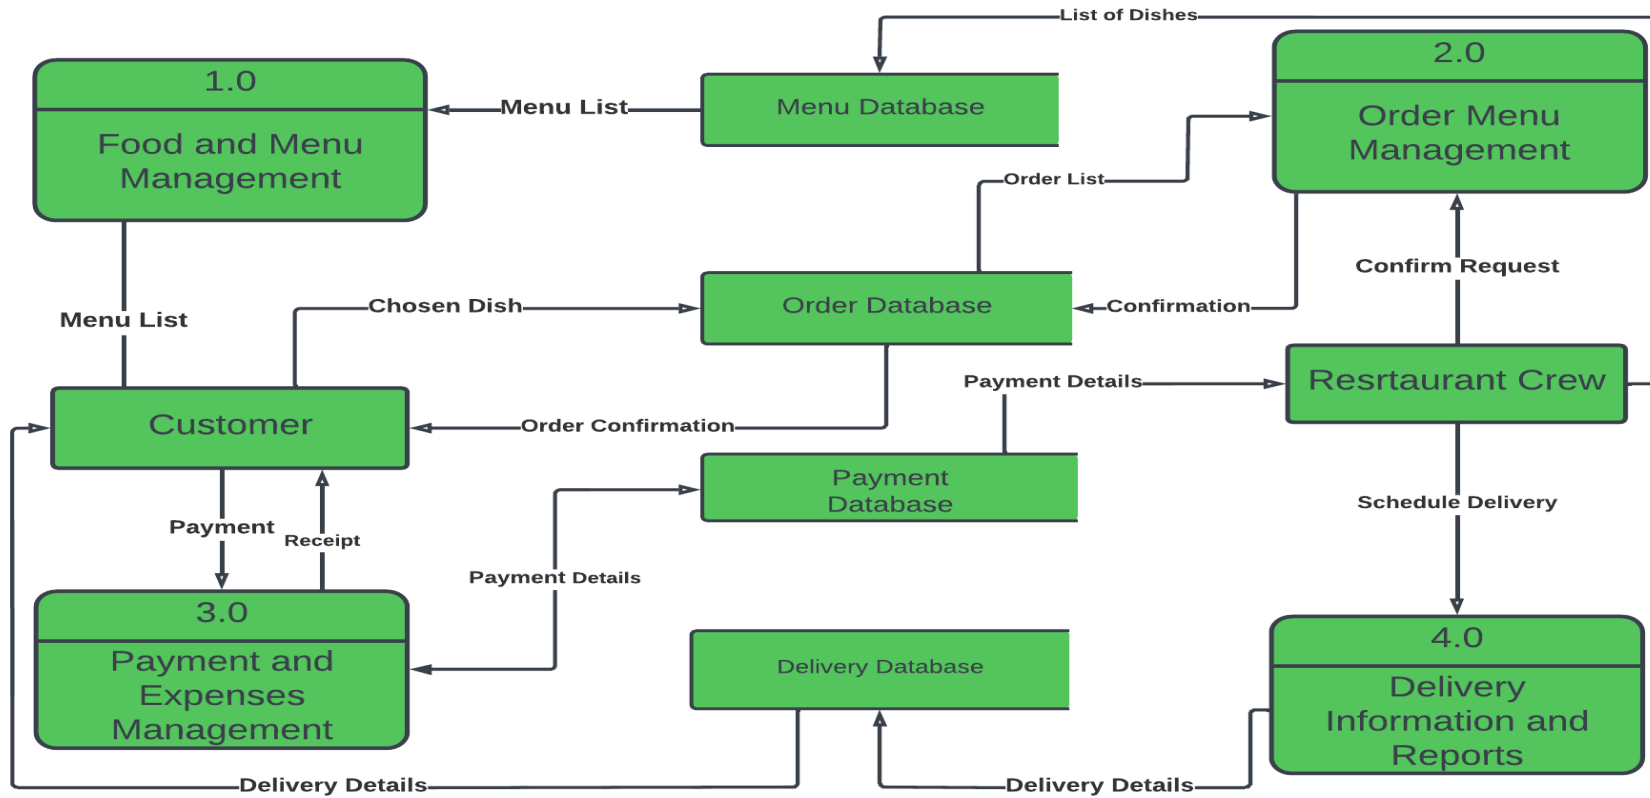 List of Dishes
1.0
Food and Menu
Management
Menu List
Menu Database
2.0
Order Menu
Management
Order List
Confirm Request
Menu List
Chosen Dish
Order Database
Confirmation
Customer
Order Confirmation
Payment Details
Resrtaurant Crew
Payment
Receipt
Payment
Database
Schedule Delivery
Payment Details
3.0
Payment and
Expenses
Management
Delivery Database
4.0
Delivery
Information and
Reports
Delivery Details
Delivery Details